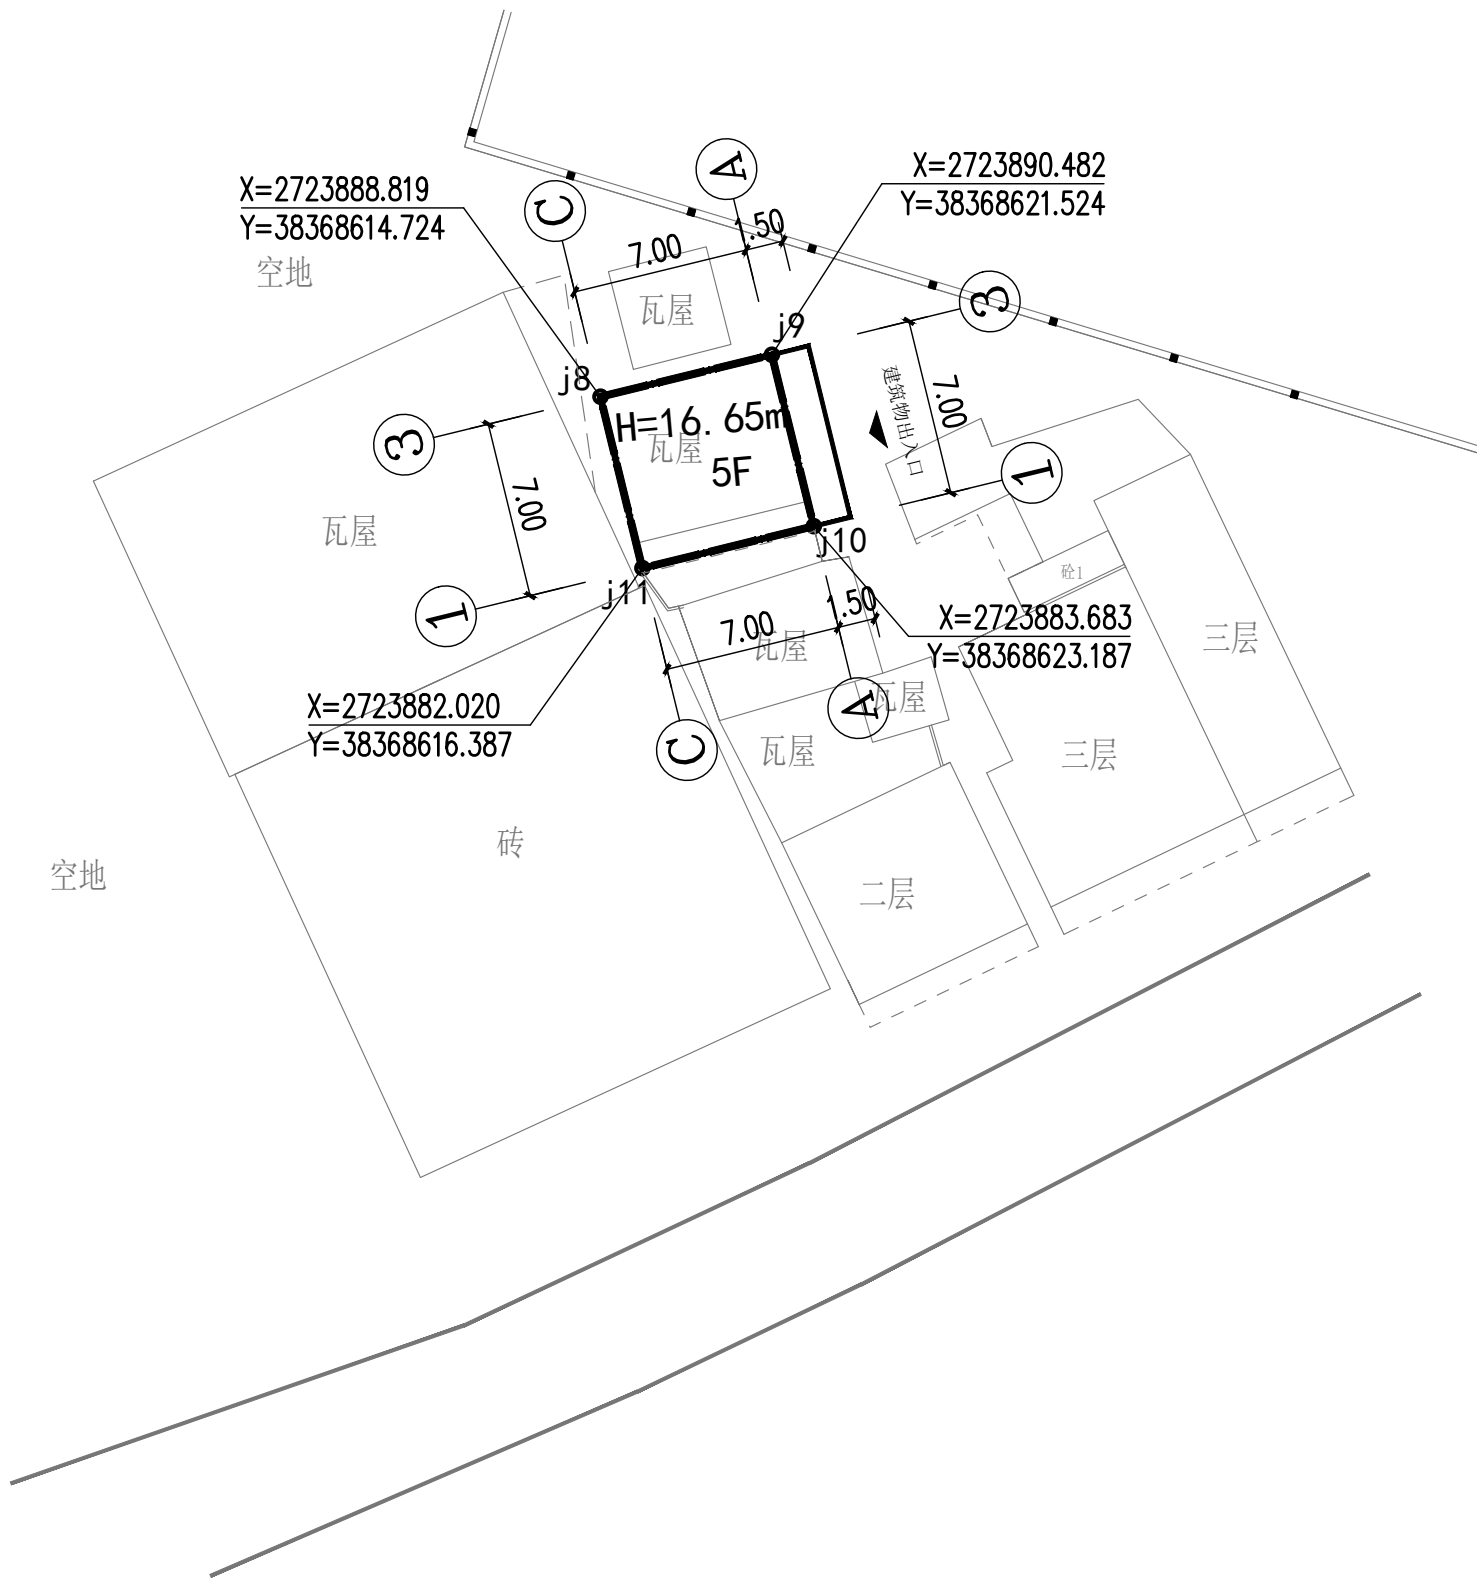 A
X=2723890.482
Y=38368621.524
X=2723888.819
Y=38368614.724
C
1.50
7.00
空地
瓦屋
3
j9
j8
建筑物出入口
7.00
H=16.65m
瓦屋
5F
3
1
7.00
瓦屋
j10
砼1
j11
1
1.50
7.00
X=2723883.683
Y=38368623.187
瓦屋
三层
瓦屋
A
X=2723882.020
Y=38368616.387
C
瓦屋
三层
砖
空地
二层